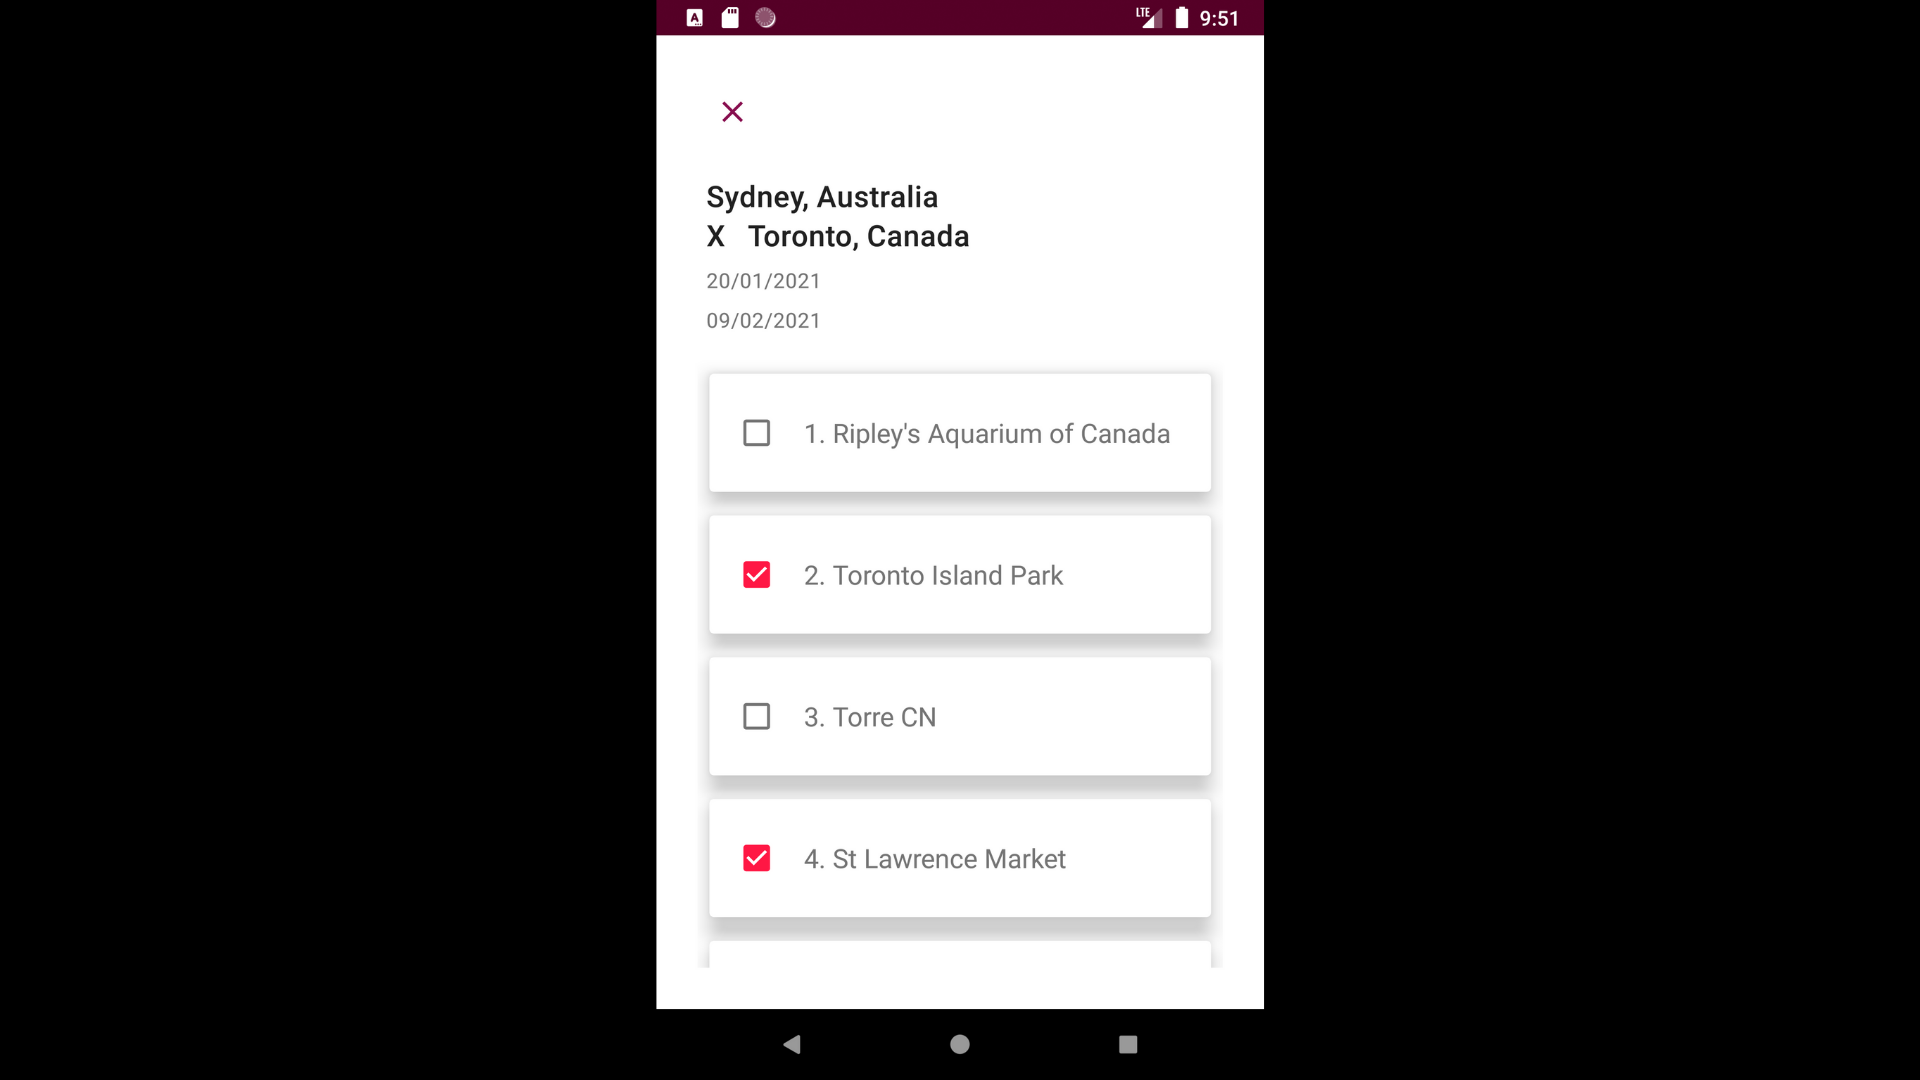 LTE 9:51
Sydney, Australia
X Toronto, Canada
20/01/2021
09/02/2021
1. Ripley's Aquarium of Canada
2. Toronto Island Park
3. Torre CN
4. St Lawrence Market